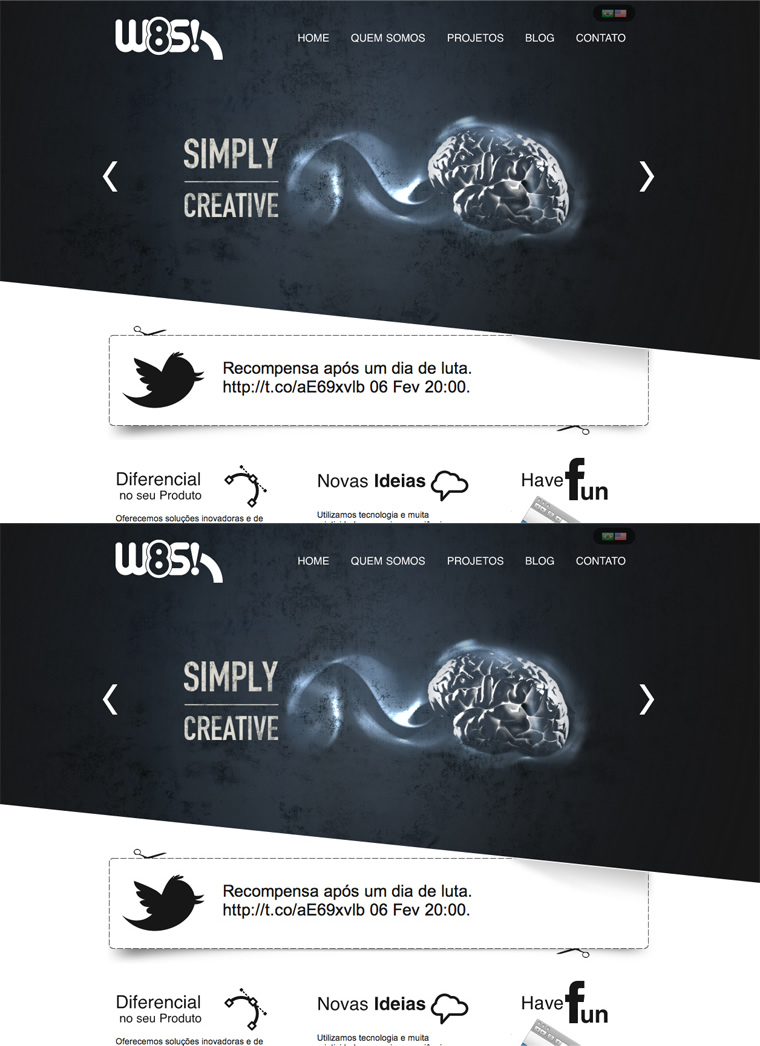 W8S!
HOME QUEM SOMOS PROJETOS BLOG CONTATO
SIMPLY
CREATIVE
Recompensa após um dia de luta.
http://t.co/aE69xvlb 06 Fev 20:00.
Diferencial
no seu Produto
Oferecemos soluções inovadoras e de
Novas Ideias
Utilizamos tecnologia e muita
Have fun
W8S!
HOME QUEM SOMOS PROJETOS BLOG CONTATO
SIMPLY
CREATIVE
Recompensa após um dia de luta.
http://t.co/aE69xvlb 06 Fev 20:00.
Diferencial
no seu Produto
Oferecemos soluções inovadoras e de
Novas Ideias
Utilizamos tecnologia e muita
Have fun